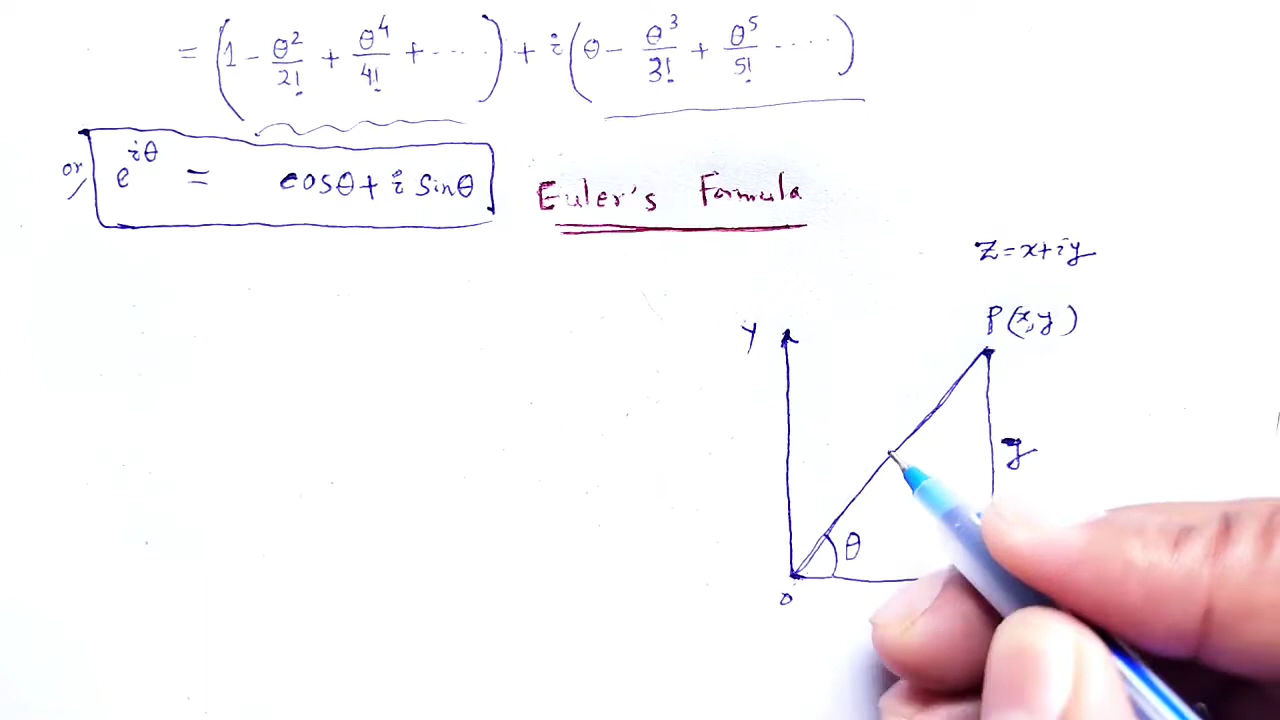 = (1 - θ²/2! + θ⁴/4! + ....) + i(θ - θ³/3! + θ⁵/5! ....)
or, e^{iθ} = cosθ + i sinθ Euler's Formula
Z = x+iy
P(x,y)
Y
y
θ
O